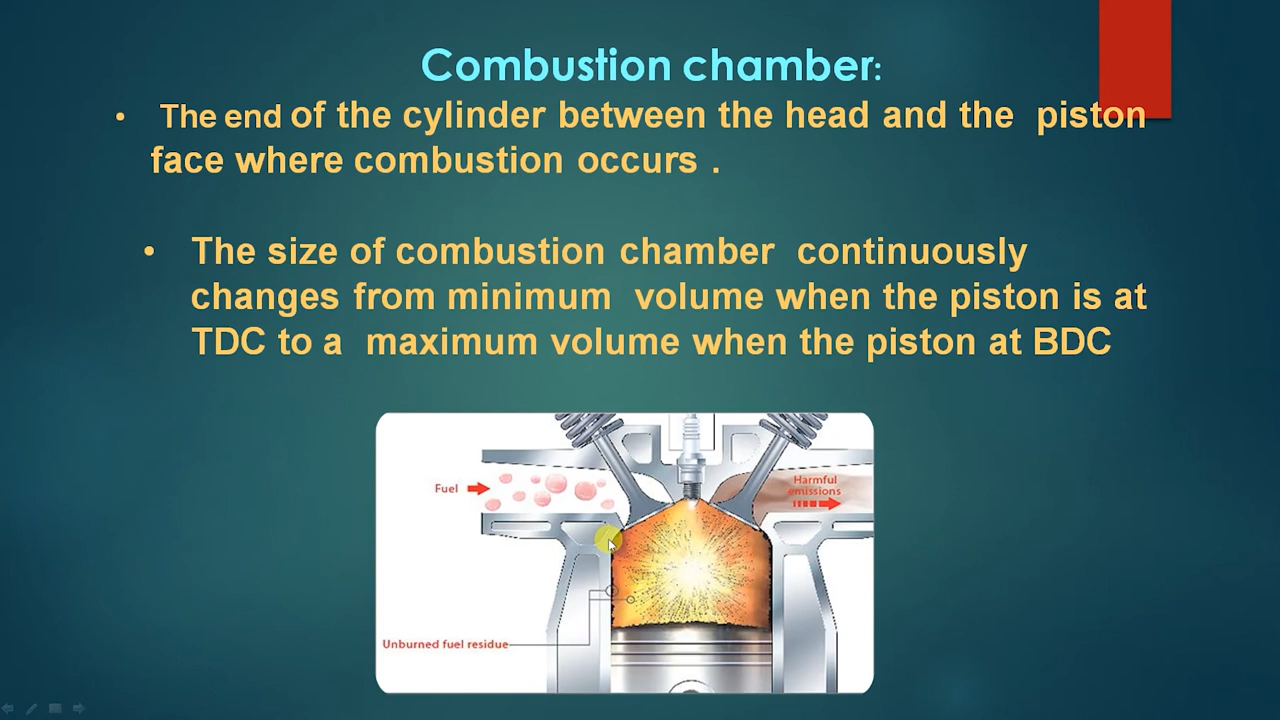 Combustion chamber:
• The end of the cylinder between the head and the piston
face where combustion occurs .
• The size of combustion chamber continuously
changes from minimum volume when the piston is at
TDC to a maximum volume when the piston at BDC
Fuel
Harmful
emissions
Unburned fuel residue